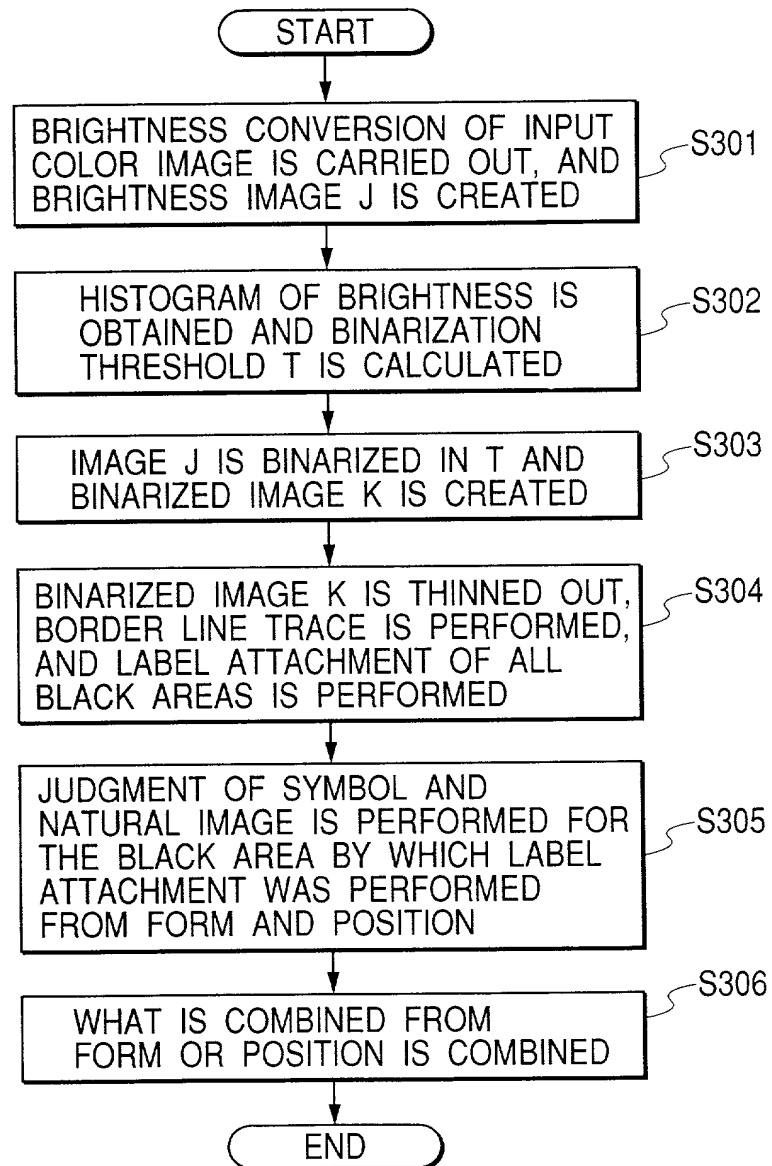 START
BRIGHTNESS CONVERSION OF INPUT
COLOR IMAGE IS CARRIED OUT, AND
BRIGHTNESS IMAGE J IS CREATED
S301
HISTOGRAM OF BRIGHTNESS IS
OBTAINED AND BINARIZATION
THRESHOLD T IS CALCULATED
S302
IMAGE J IS BINARIZED IN T AND
BINARIZED IMAGE K IS CREATED
S303
BINARIZED IMAGE K IS THINNED OUT,
BORDER LINE TRACE IS PERFORMED,
AND LABEL ATTACHMENT OF ALL
BLACK AREAS IS PERFORMED
S304
JUDGMENT OF SYMBOL AND
NATURAL IMAGE IS PERFORMED FOR
THE BLACK AREA BY WHICH LABEL
ATTACHMENT WAS PERFORMED
FROM FORM AND POSITION
S305
WHAT IS COMBINED FROM
FORM OR POSITION IS COMBINED
S306
END